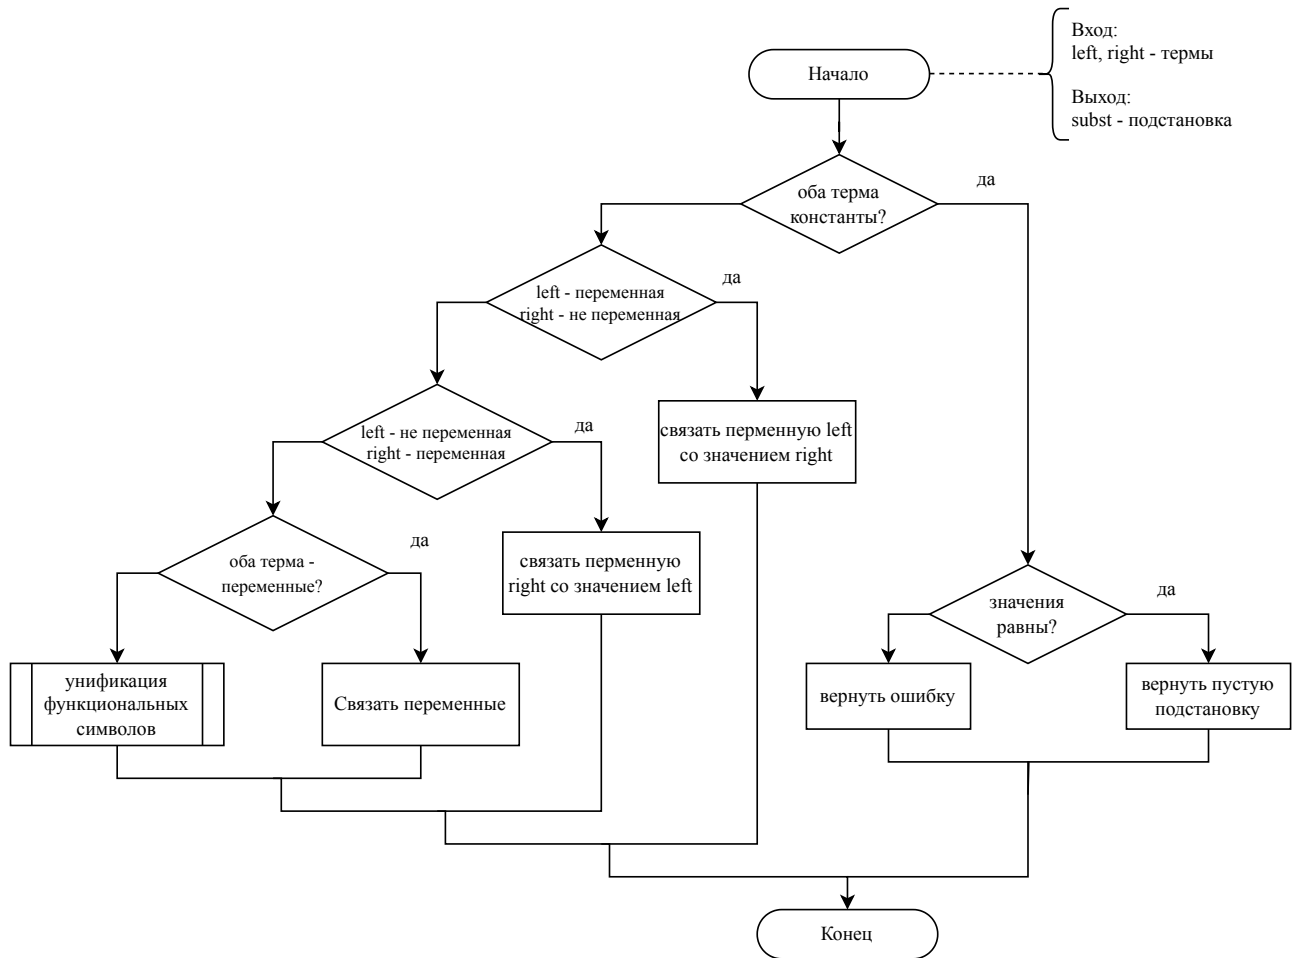 Вход:
left, right - термы
Начало
Выход:
subst - подстановка
да
оба терма
константы?
да
left - переменная
right - не переменная
да
left - не переменная
right - переменная
связать перменную left
со значением right
да
оба терма -
переменные?
связать перменную
right со значением left
да
значения
равны?
унификация
функциональных
символов
Связать переменные
вернуть ошибку
вернуть пустую
подстановку
Конец